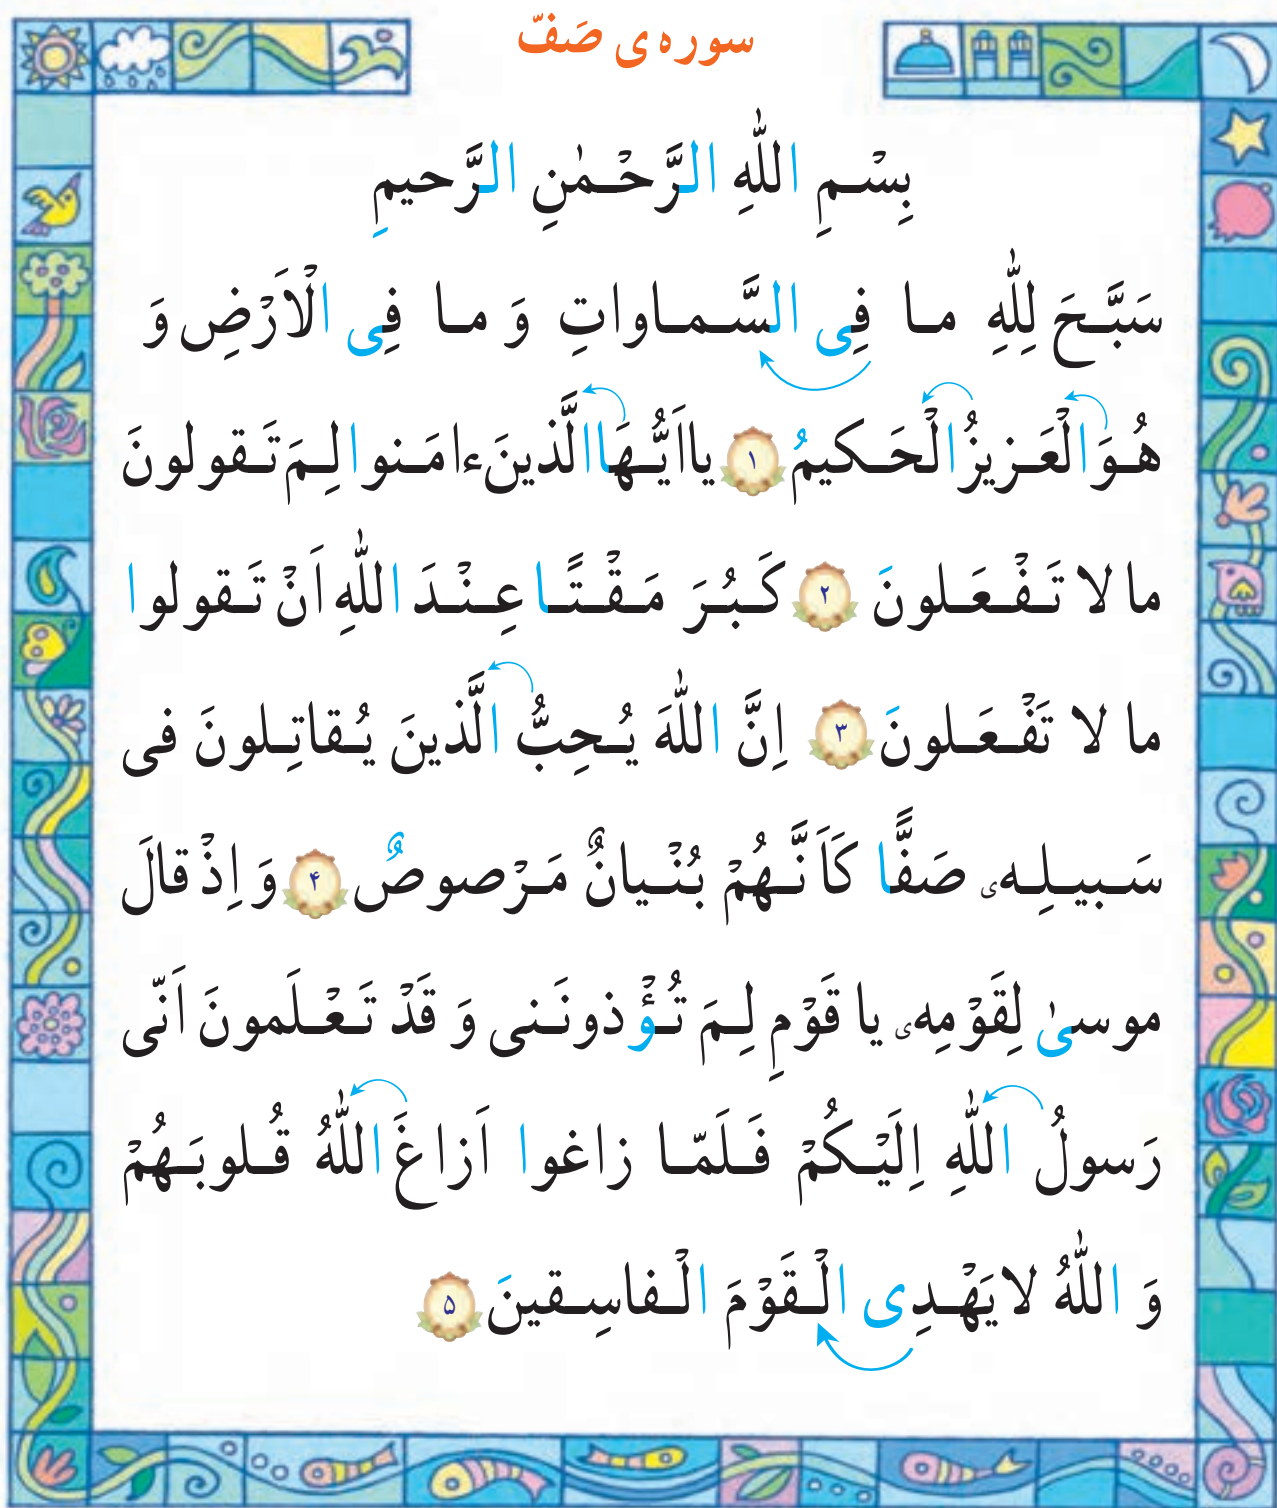 سوره‌ی صَفّ
بِسْمِ اللّٰهِ الرَّحْمٰنِ الرَّحیمِ
سَبَّحَ لِلّٰهِ ما فِی السَّماواتِ وَ ما فِی الْاَرْضِ وَ
هُوَ الْعَزیزُ الْحَکیمُ ۱ یا اَیُّهَا الَّذینَ ءامَنوا لِمَ تَقولونَ
ما لا تَفْعَلونَ ۲ کَبُرَ مَقْتًا عِنْدَ اللّٰهِ اَنْ تَقولوا
ما لا تَفْعَلونَ ۳ اِنَّ اللّٰهَ یُحِبُّ الَّذینَ یُقاتِلونَ فی
سَبیلِه‌ی صَفًّا کَاَنَّهُمْ بُنْیانٌ مَرْصوصٌ ۴ وَ اِذْ قالَ
موسیٰ لِقَوْمِه‌ی یا قَوْمِ لِمَ تُؤْذونَنی وَ قَدْ تَعْلَمونَ اَنّی
رَسولُ اللّٰهِ اِلَیْکُمْ فَلَمّا زاغوا اَزاغَ اللّٰهُ قُلوبَهُمْ
وَ اللّٰهُ لا یَهْدِی الْقَوْمَ الْفاسِقینَ ۵